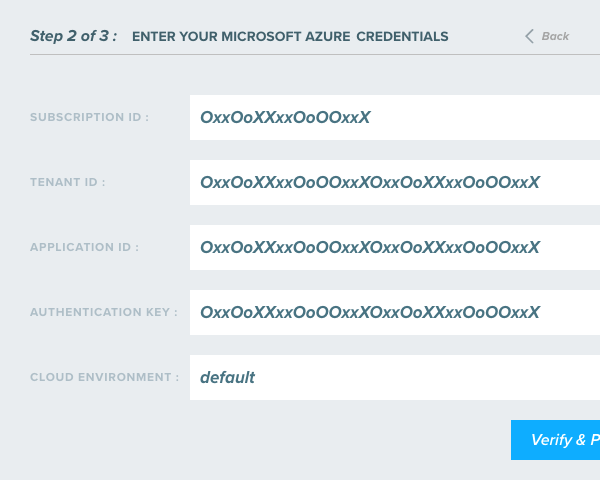 Step 2 of 3 : ENTER YOUR MICROSOFT AZURE CREDENTIALS Back
SUBSCRIPTION ID : OxxOoXXxxOoOOxxX
TENANT ID : OxxOoXXxxOoOOxxXOxxOoXXxxOoOOxxX
APPLICATION ID : OxxOoXXxxOoOOxxXOxxOoXXxxOoOOxxX
AUTHENTICATION KEY : OxxOoXXxxOoOOxxXOxxOoXXxxOoOOxxX
CLOUD ENVIRONMENT : default
Verify & P